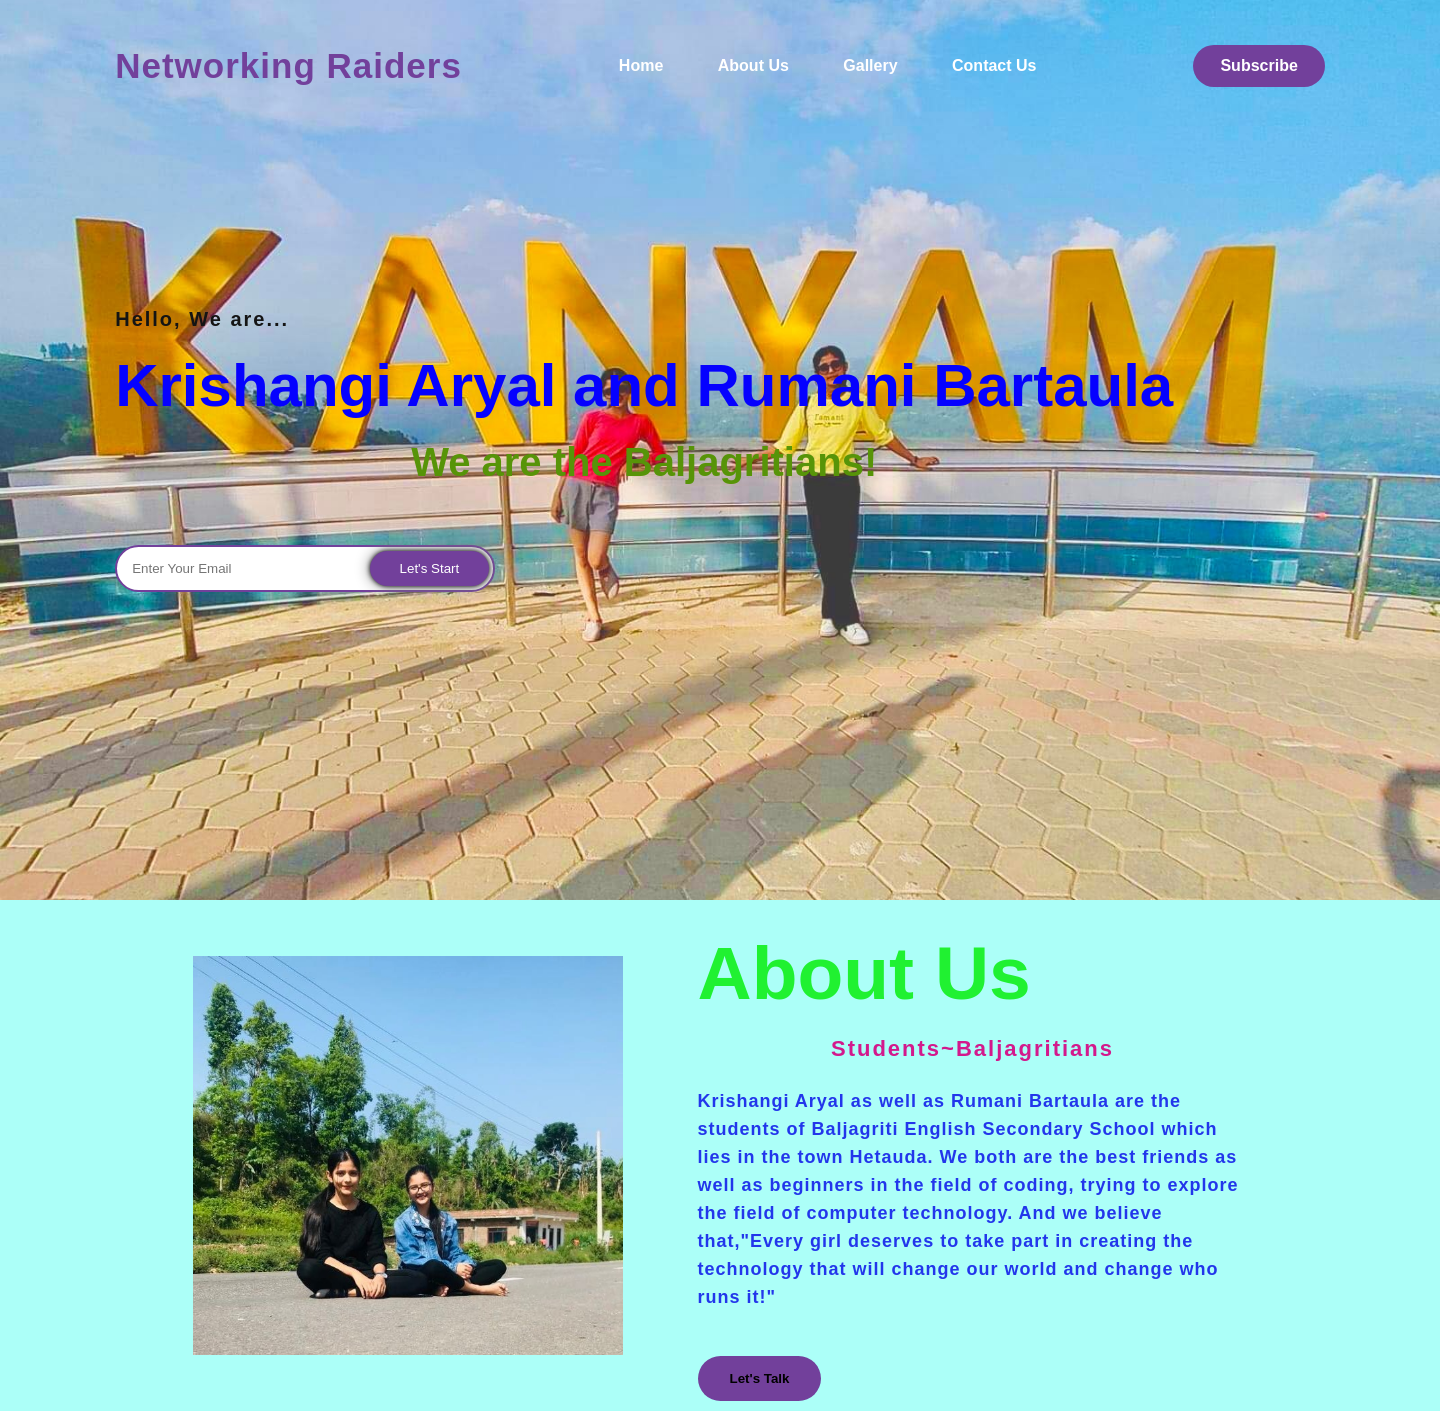 Networking Raiders
Home
About Us
Gallery
Contact Us
Subscribe
KANYAM
Hello, We are...
Krishangi Aryal and Rumani Bartaula
Tamant
We are the Baljagritians!
Enter Your Email
Let's Start
About Us
Students~Baljagritians
Krishangi Aryal as well as Rumani Bartaula are the
students of Baljagriti English Secondary School which
lies in the town Hetauda. We both are the best friends as
well as beginners in the field of coding, trying to explore
the field of computer technology. And we believe
that,"Every girl deserves to take part in creating the
technology that will change our world and change who
runs it!"
Let's Talk